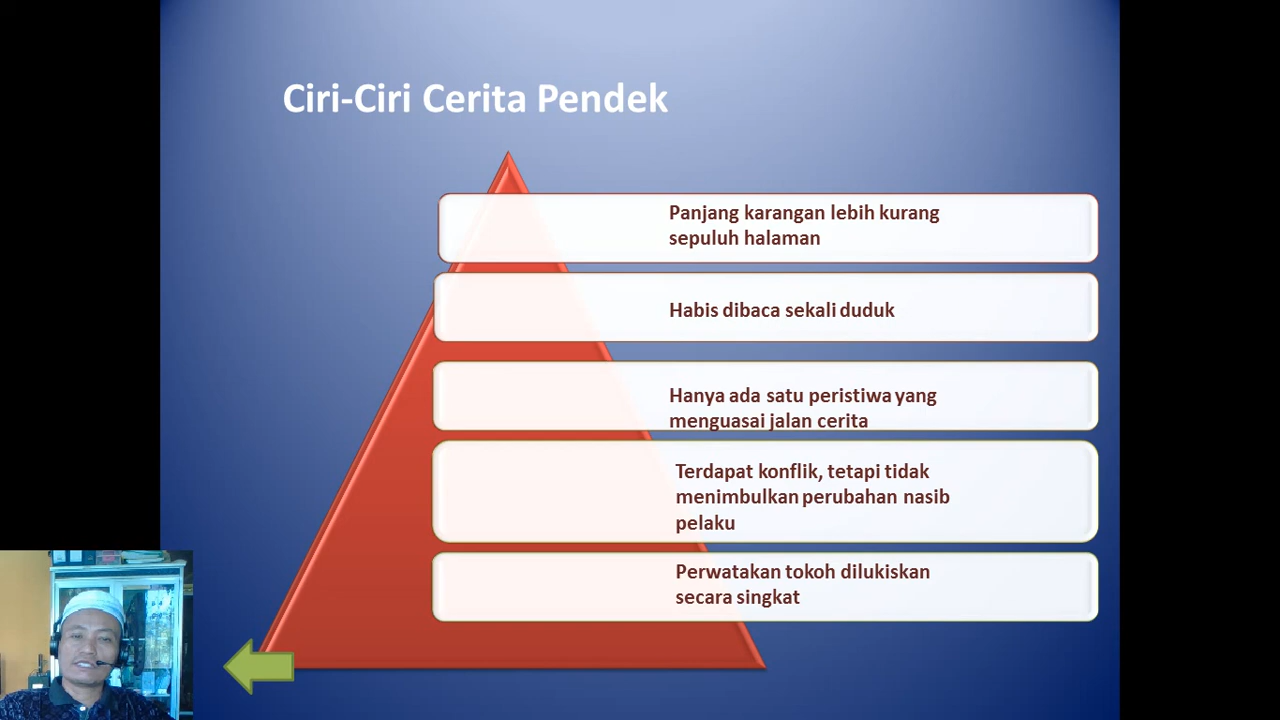 Ciri-Ciri Cerita Pendek
Panjang karangan lebih kurang
sepuluh halaman
Habis dibaca sekali duduk
Hanya ada satu peristiwa yang
menguasai jalan cerita
Terdapat konflik, tetapi tidak
menimbulkan perubahan nasib
pelaku
Perwatakan tokoh dilukiskan
secara singkat